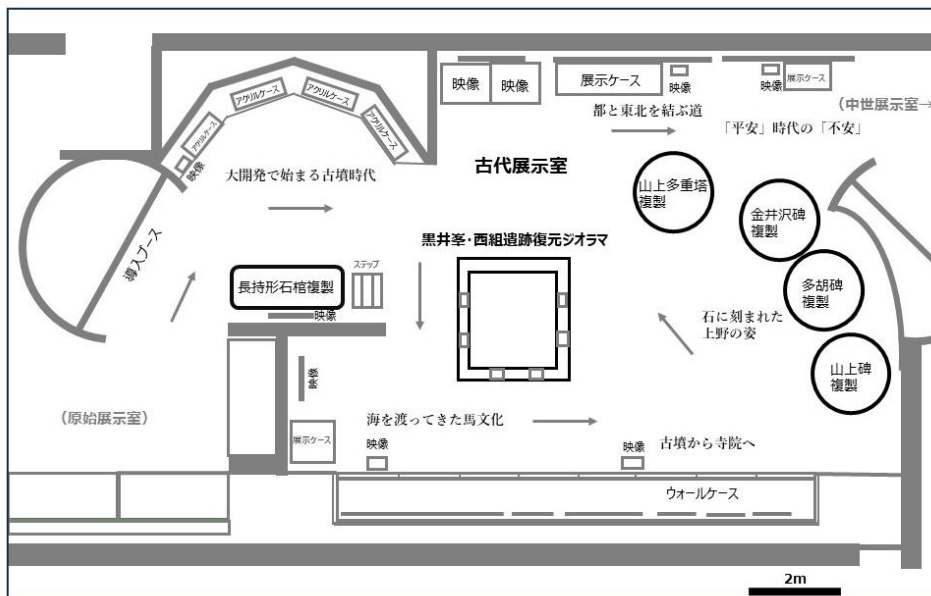 映像
映像
展示ケース
映像
映像
展示ケース
(中世展示室→
都と東北を結ぶ道
「平安」時代の「不安」
アクリルケース
アクリルケース
アクリルケース
アクリルケース
映像
大開発で始まる古墳時代
古代展示室
山上多重塔
複製
金井沢碑
複製
多胡碑
複製
山上碑
複製
導入ブース
黒井峯・西組遺跡復元ジオラマ
ステップ
長持形石棺複製
映像
石に刻まれた
上野の姿
映像
(原始展示室)
展示ケース
海を渡ってきた馬文化
映像
映像
古墳から寺院へ
ウォールケース
2m